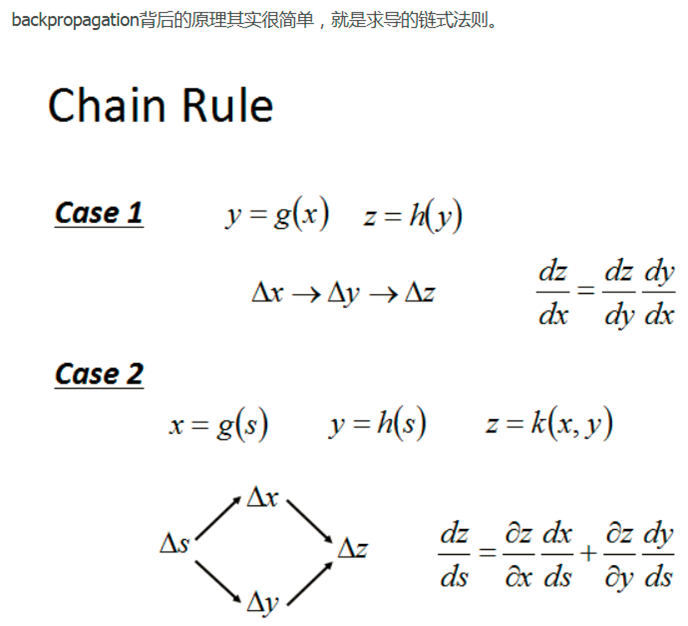 backpropagation背后的原理其实很简单，就是求导的链式法则。
Chain Rule
Case 1 y = g(x) z = h(y)
Δx → Δy → Δz dz/dx = dz/dy dy/dx
Case 2
x = g(s) y = h(s) z = k(x, y)
Δx
Δs Δz dz/ds = ∂z/∂x dx/ds + ∂z/∂y dy/ds
Δy